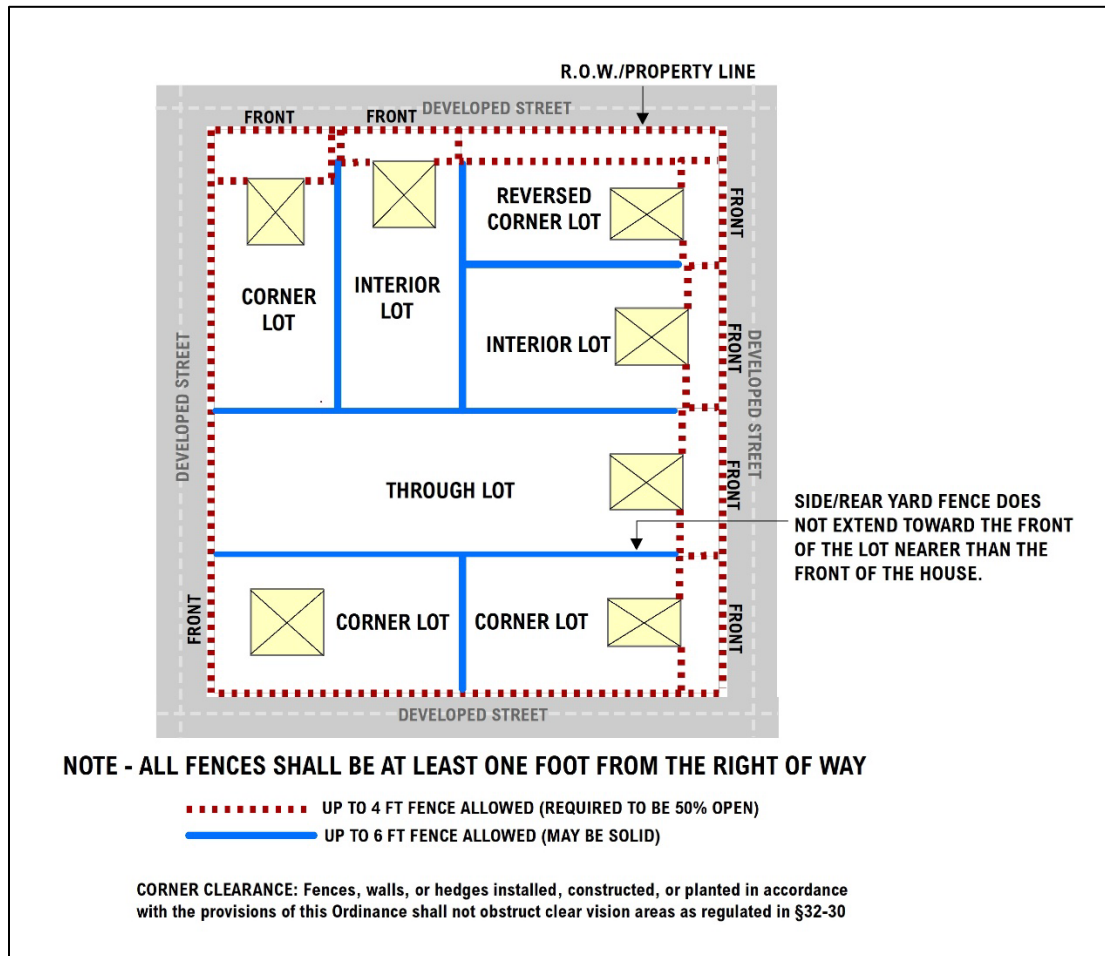 R.O.W./PROPERTY LINE
DEVELOPED STREET
FRONT
FRONT
REVERSED
CORNER LOT
FRONT
CORNER
LOT
INTERIOR
LOT
INTERIOR LOT
FRONT
DEVELOPED STREET
DEVELOPED STREET
THROUGH LOT
FRONT
SIDE/REAR YARD FENCE DOES
NOT EXTEND TOWARD THE FRONT
OF THE LOT NEARER THAN THE
FRONT OF THE HOUSE.
FRONT
CORNER LOT
CORNER LOT
FRONT
DEVELOPED STREET
NOTE - ALL FENCES SHALL BE AT LEAST ONE FOOT FROM THE RIGHT OF WAY
UP TO 4 FT FENCE ALLOWED (REQUIRED TO BE 50% OPEN)
UP TO 6 FT FENCE ALLOWED (MAY BE SOLID)
CORNER CLEARANCE: Fences, walls, or hedges installed, constructed, or planted in accordance
with the provisions of this Ordinance shall not obstruct clear vision areas as regulated in §32-30